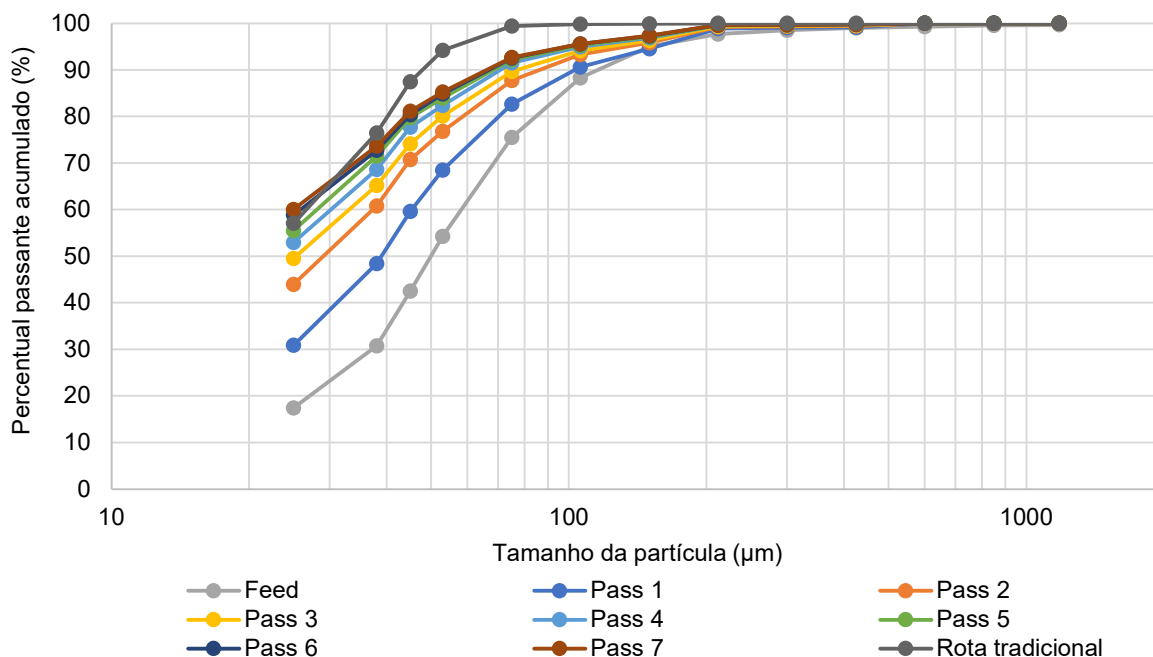 Percentual passante acumulado (%)
100
90
80
70
60
50
40
30
20
10
0
10 100 1000
Tamanho da partícula (µm)
Feed Pass 1 Pass 2
Pass 3 Pass 4 Pass 5
Pass 6 Pass 7 Rota tradicional